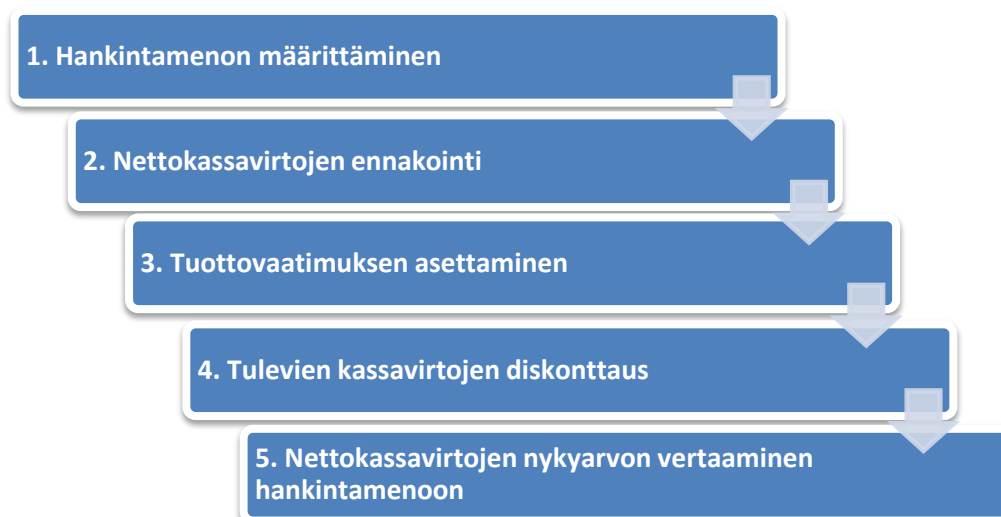 1. Hankintamenon määrittäminen
2. Nettokassavirtojen ennakointi
3. Tuottovaatimuksen asettaminen
4. Tulevien kassavirtojen diskonttaus
5. Nettokassavirtojen nykyarvon vertaaminen
hankintamenoon